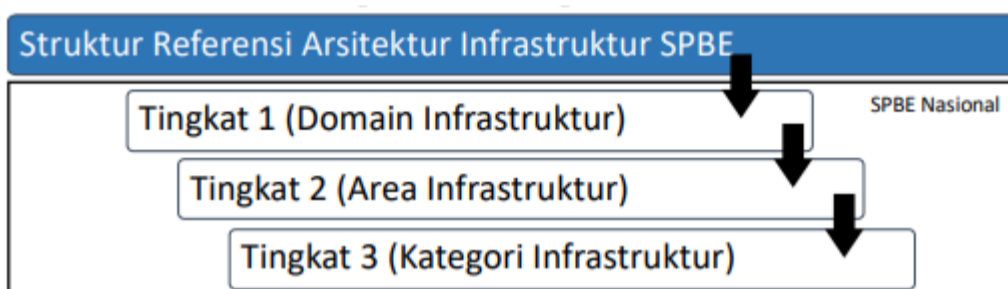 Struktur Referensi Arsitektur Infrastruktur SPBE
SPBE Nasional
Tingkat 1 (Domain Infrastruktur)
Tingkat 2 (Area Infrastruktur)
Tingkat 3 (Kategori Infrastruktur)